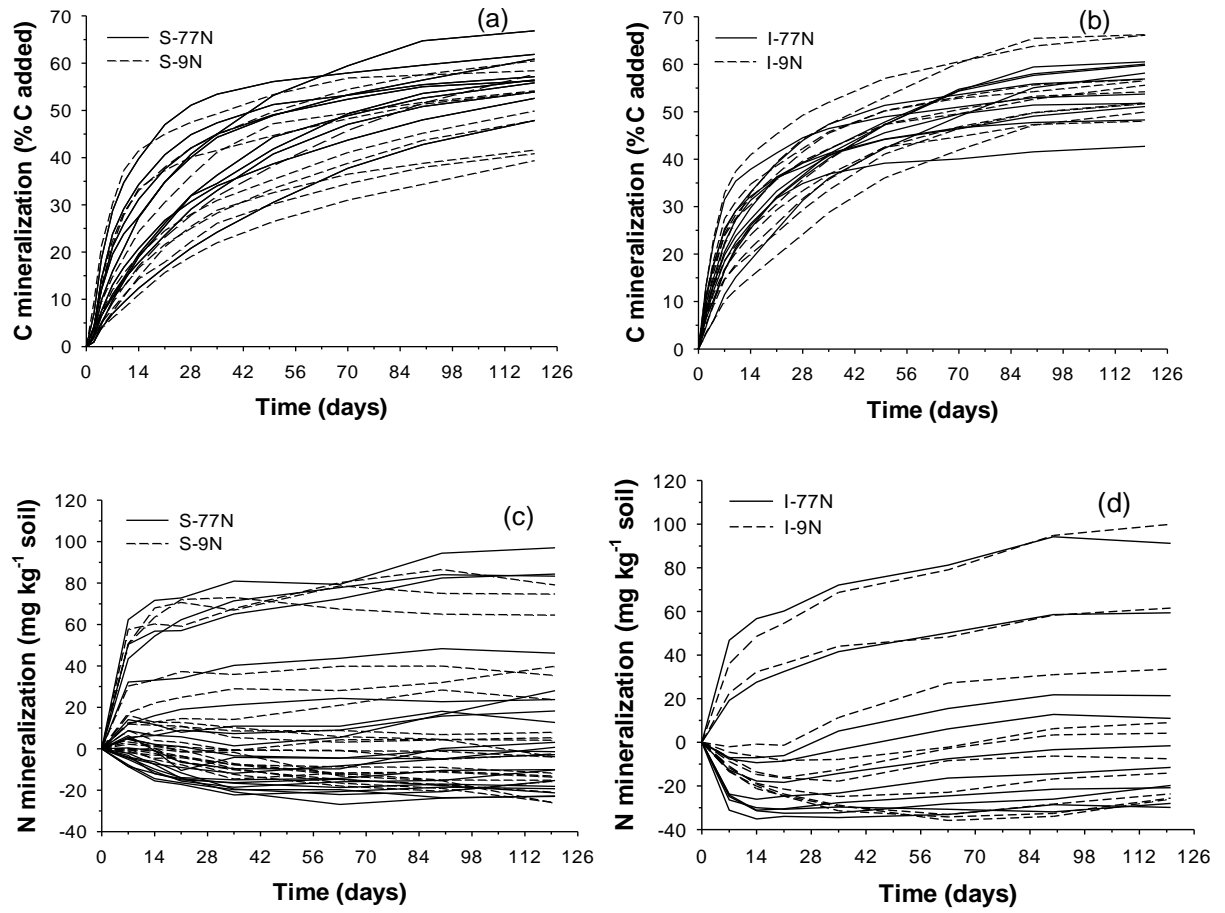 (a)
S-77N
S-9N
C mineralization (% C added)
70
60
50
40
30
20
10
0
0 14 28 42 56 70 84 98 112 126
Time (days)
(b)
I-77N
I-9N
C mineralization (% C added)
70
60
50
40
30
20
10
0
0 14 28 42 56 70 84 98 112 126
Time (days)
(c)
S-77N
S-9N
N mineralization (mg kg-1 soil)
120
100
80
60
40
20
0
-20
-40
0 14 28 42 56 70 84 98 112 126
Time (days)
(d)
I-77N
I-9N
N mineralization (mg kg-1 soil)
120
100
80
60
40
20
0
-20
-40
0 14 28 42 56 70 84 98 112 126
Time (days)